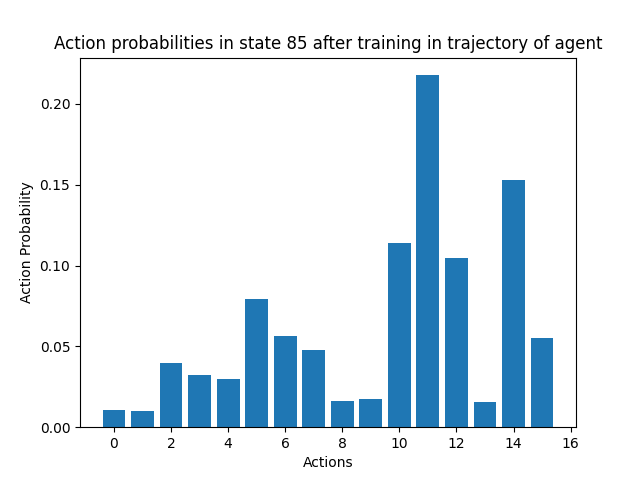 Action probabilities in state 85 after training in trajectory of agent
0.20
0.15
0.10
0.05
0.00
Action Probability
0 2 4 6 8 10 12 14 16
Actions